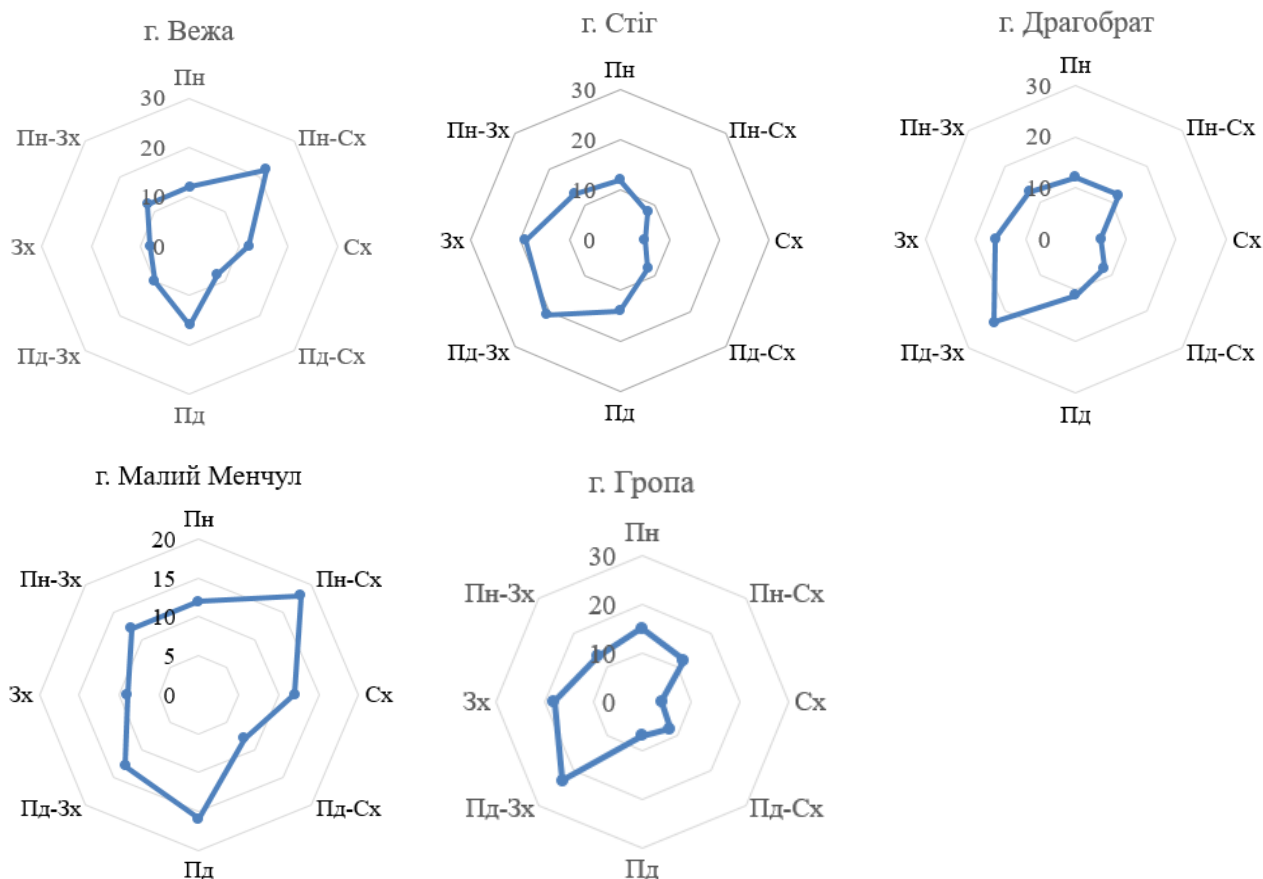 г. Вежа
Пн
30
Пн-Зх
Пн-Сх
20
10
Зх
0
Сх
Пд-Зх
Пд-Сх
Пд
г. Стіг
Пн
30
Пн-Зх
Пн-Сх
20
10
Зх
0
Сх
Пд-Зх
Пд-Сх
Пд
г. Драгобрат
Пн
30
Пн-Зх
Пн-Сх
20
10
Зх
0
Сх
Пд-Зх
Пд-Сх
Пд
г. Малий Менчул
Пн
20
Пн-Зх
Пн-Сх
15
10
5
Зх
0
Сх
Пд-Зх
Пд-Сх
Пд
г. Гропа
Пн
30
Пн-Зх
Пн-Сх
20
10
Зх
0
Сх
Пд-Зх
Пд-Сх
Пд